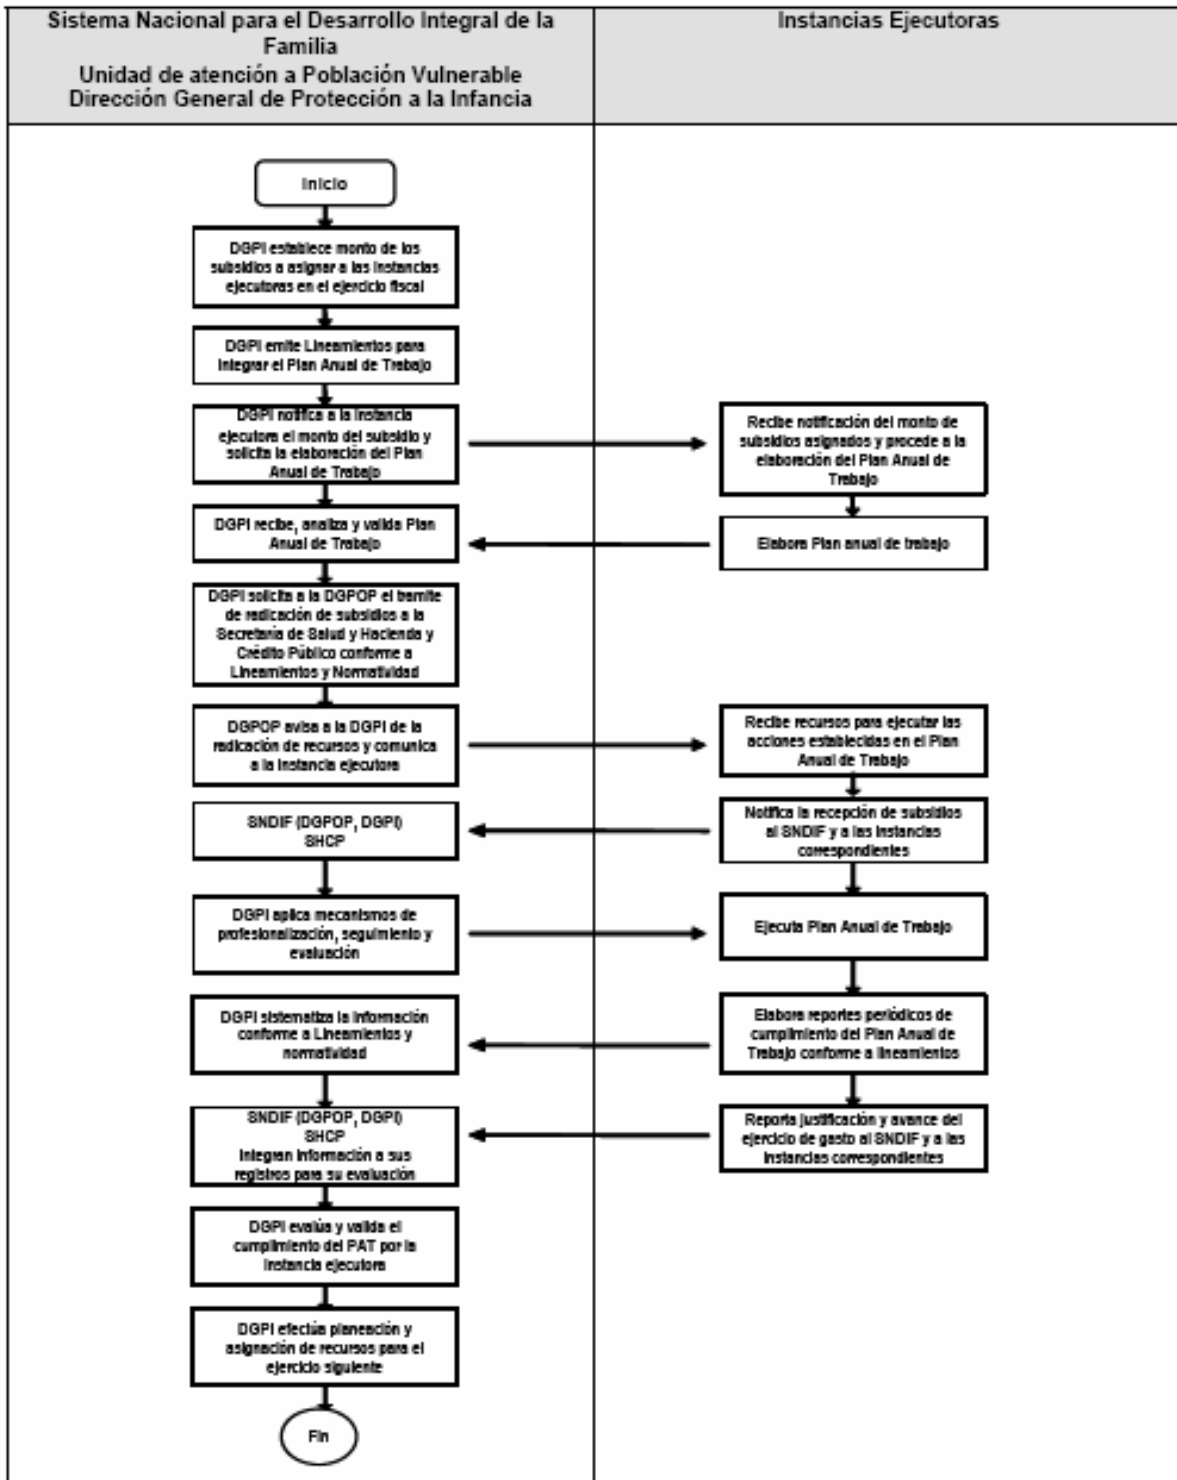 Sistema Nacional para el Desarrollo Integral de la
Familia
Unidad de atención a Población Vulnerable
Dirección General de Protección a la Infancia
Instancias Ejecutoras
Inicio
DGPI establece monto de los
subsidios a asignar a las instancias
ejecutoras en el ejercicio fiscal
DGPI emite Lineamientos para
integrar el Plan Anual de Trabajo
DGPI notifica a la instancia
ejecutora el monto del subsidio y
solicita la elaboración del Plan
Anual de Trabajo
Recibe notificación del monto de
subsidios asignados y procede a la
elaboración del Plan Anual de
Trabajo
DGPI recibe, analiza y valida Plan
Anual de Trabajo
Elabora Plan anual de trabajo
DGPI solicita a la DGPOP el tramite
de radicación de subsidios a la
Secretaría de Salud y Hacienda y
Crédito Público conforme a
Lineamientos y Normatividad
DGPOP avisa a la DGPI de la
radicación de recursos y comunica
a la instancia ejecutora
Recibe recursos para ejecutar las
acciones establecidas en el Plan
Anual de Trabajo
SNDIF (DGPOP, DGPI)
SHCP
Notifica la recepción de subsidios
al SNDIF y a las instancias
correspondientes
DGPI aplica mecanismos de
profesionalización, seguimiento y
evaluación
Ejecuta Plan Anual de Trabajo
DGPI sistematiza la información
conforme a Lineamientos y
normatividad
Elabora reportes periódicos de
cumplimiento del Plan Anual de
Trabajo conforme a lineamientos
SNDIF (DGPOP, DGPI)
SHCP
Integran información a sus
registros para su evaluación
Reporta justificación y avance del
ejercicio de gasto al SNDIF y a las
instancias correspondientes
DGPI evalúa y valida el
cumplimiento del PAT por la
instancia ejecutora
DGPI efectúa planeación y
asignación de recursos para el
ejercicio siguiente
Fin